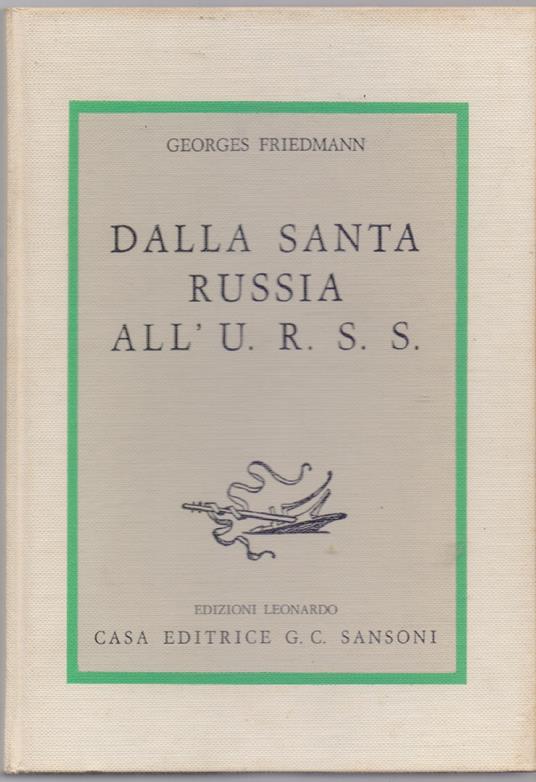 GEORGES FRIEDMANN
DALLA SANTA
RUSSIA
ALL' U. R. S. S.
EDIZIONI LEONARDO
CASA EDITRICE G. C. SANSONI